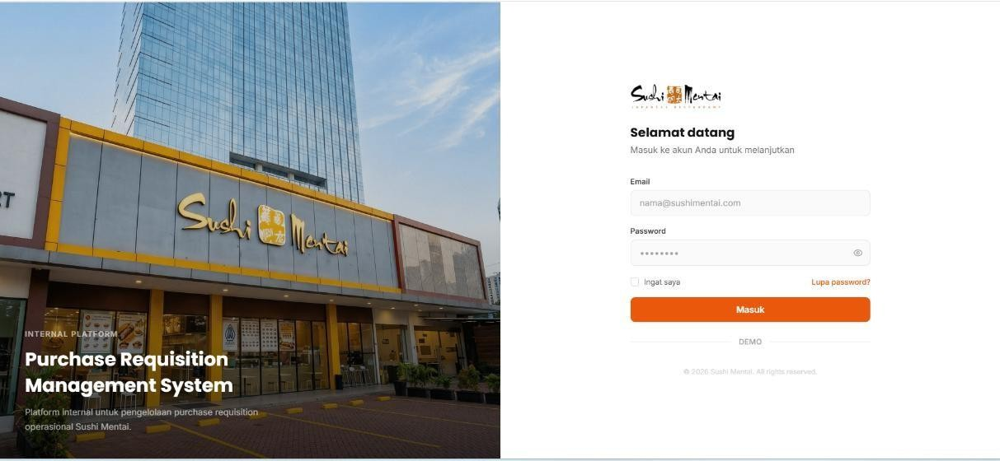 RT
Sushi Mentai
INTERNAL PLATFORM
Purchase Requisition
Management System
Platform internal untuk pengelolaan purchase requisition
operasional Sushi Mentai.
Sushi Mentai
JAPANESE RESTAURANT
Selamat datang
Masuk ke akun Anda untuk melanjutkan
Email
nama@sushimentai.com
Password
Ingat saya
Lupa password?
Masuk
DEMO
© 2026 Sushi Mentai. All rights reserved.